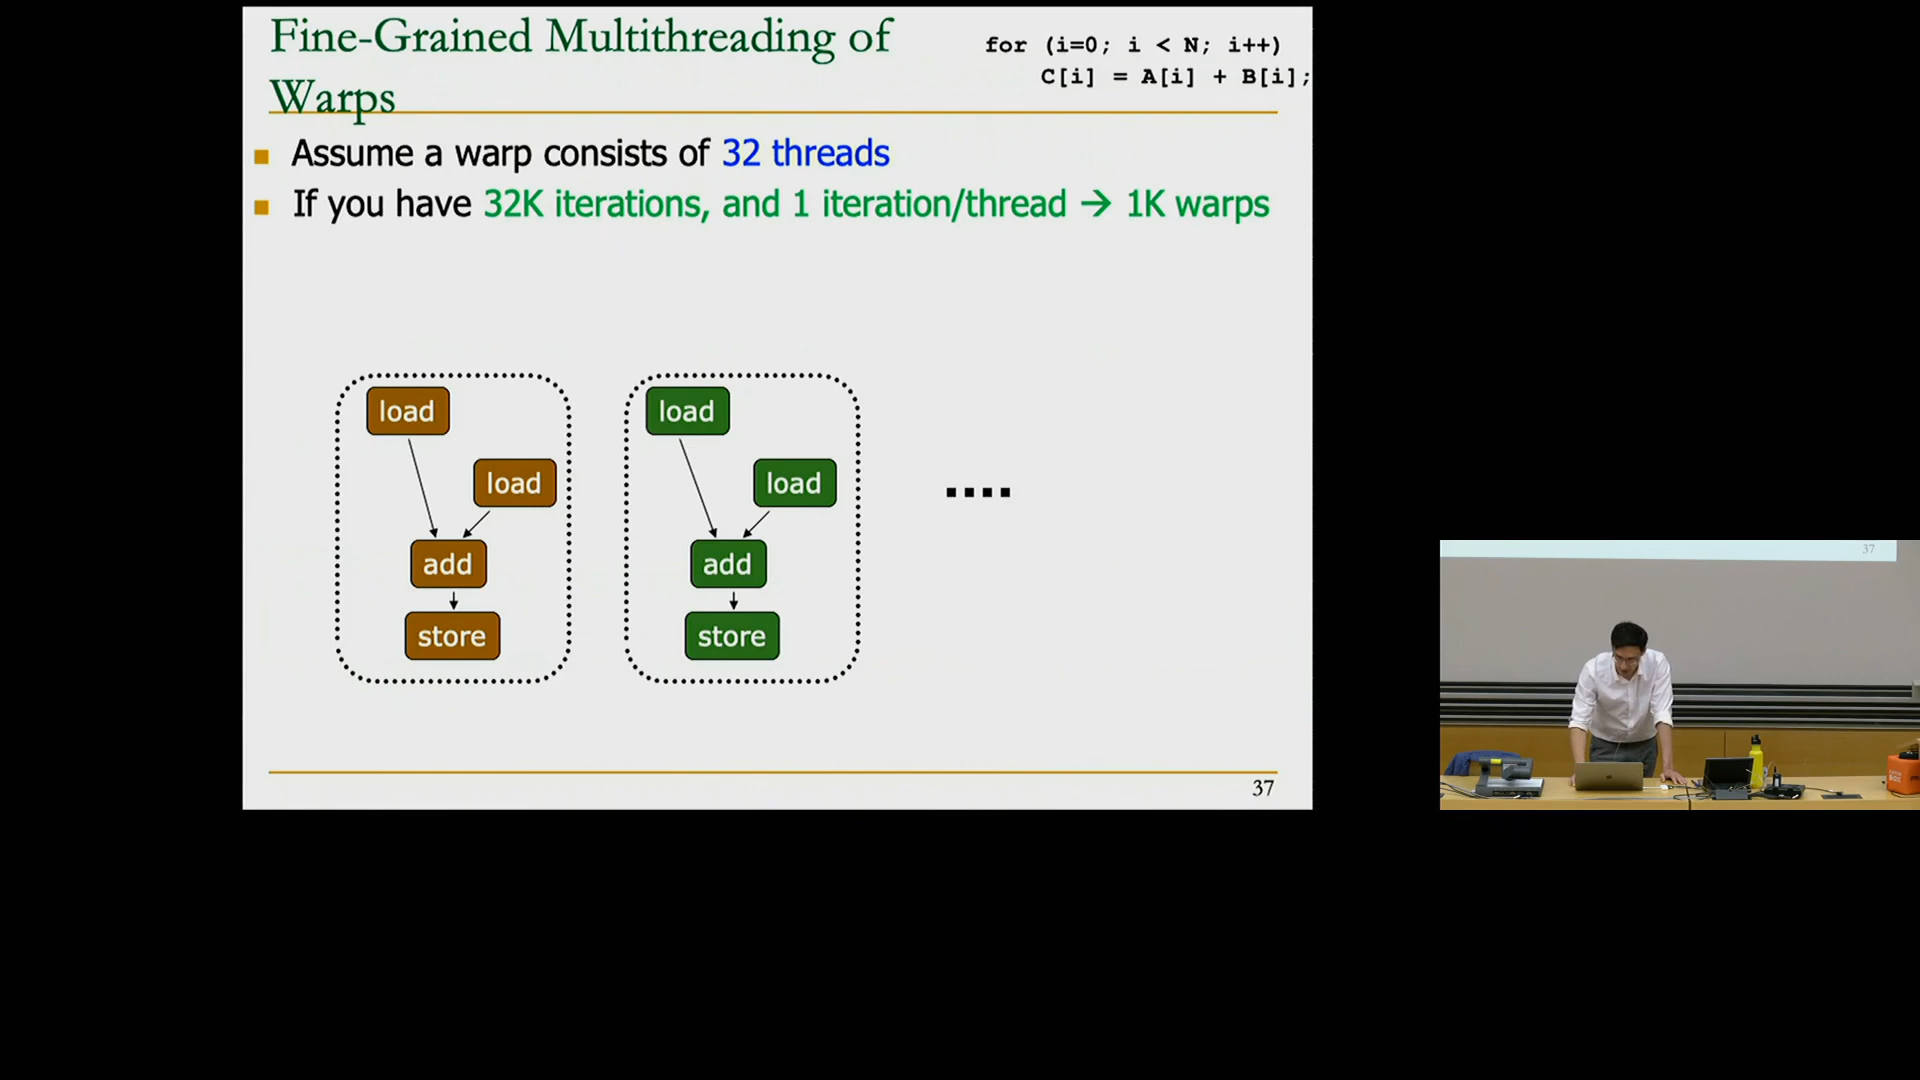 Fine-Grained Multithreading of
Warps
for (i=0; i < N; i++)
C[i] = A[i] + B[i];
Assume a warp consists of 32 threads
If you have 32K iterations, and 1 iteration/thread → 1K warps
load
load
add
store
load
load
add
store
....
37
37